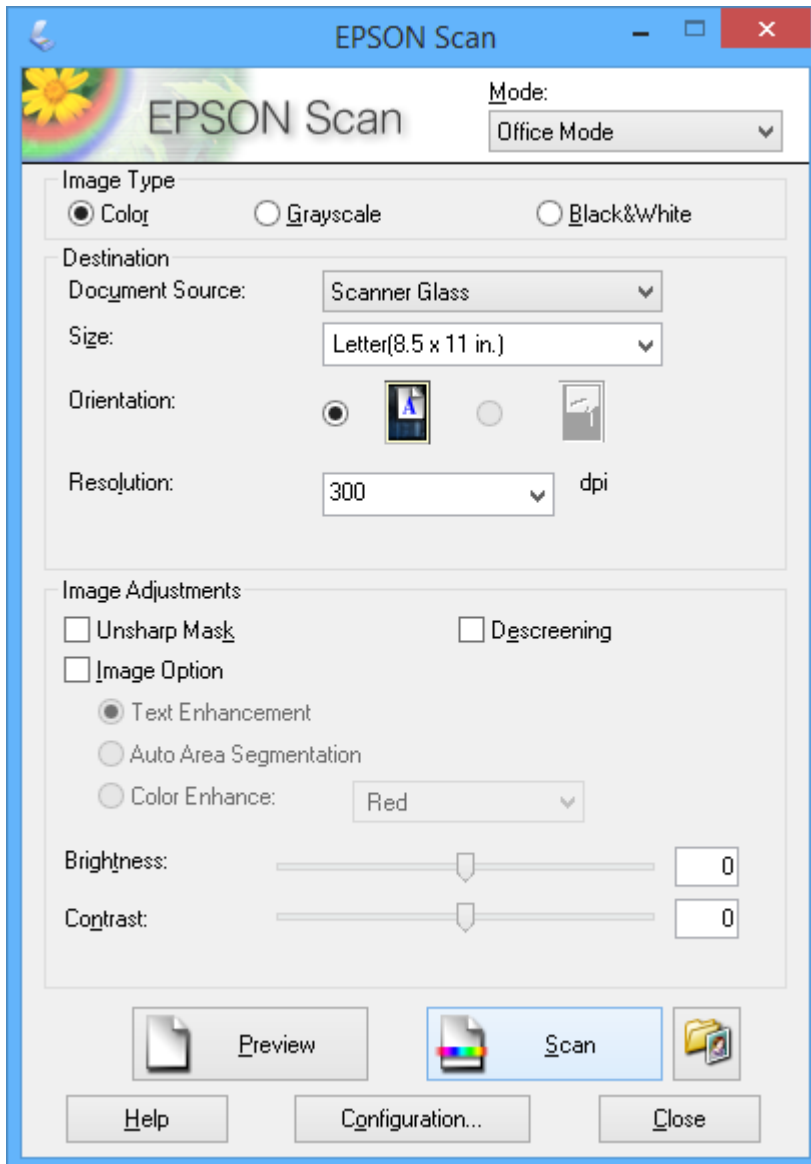 EPSON Scan
EPSON Scan
Mode:
Office Mode
Image Type
Color Grayscale Black&White
Destination
Document Source: Scanner Glass
Size: Letter(8.5 x 11 in.)
Orientation: A
Resolution: 300 dpi
Image Adjustments
Unsharp Mask Descreening
Image Option
Text Enhancement
Auto Area Segmentation
Color Enhance: Red
Brightness: 0
Contrast: 0
Preview Scan
Help Configuration... Close